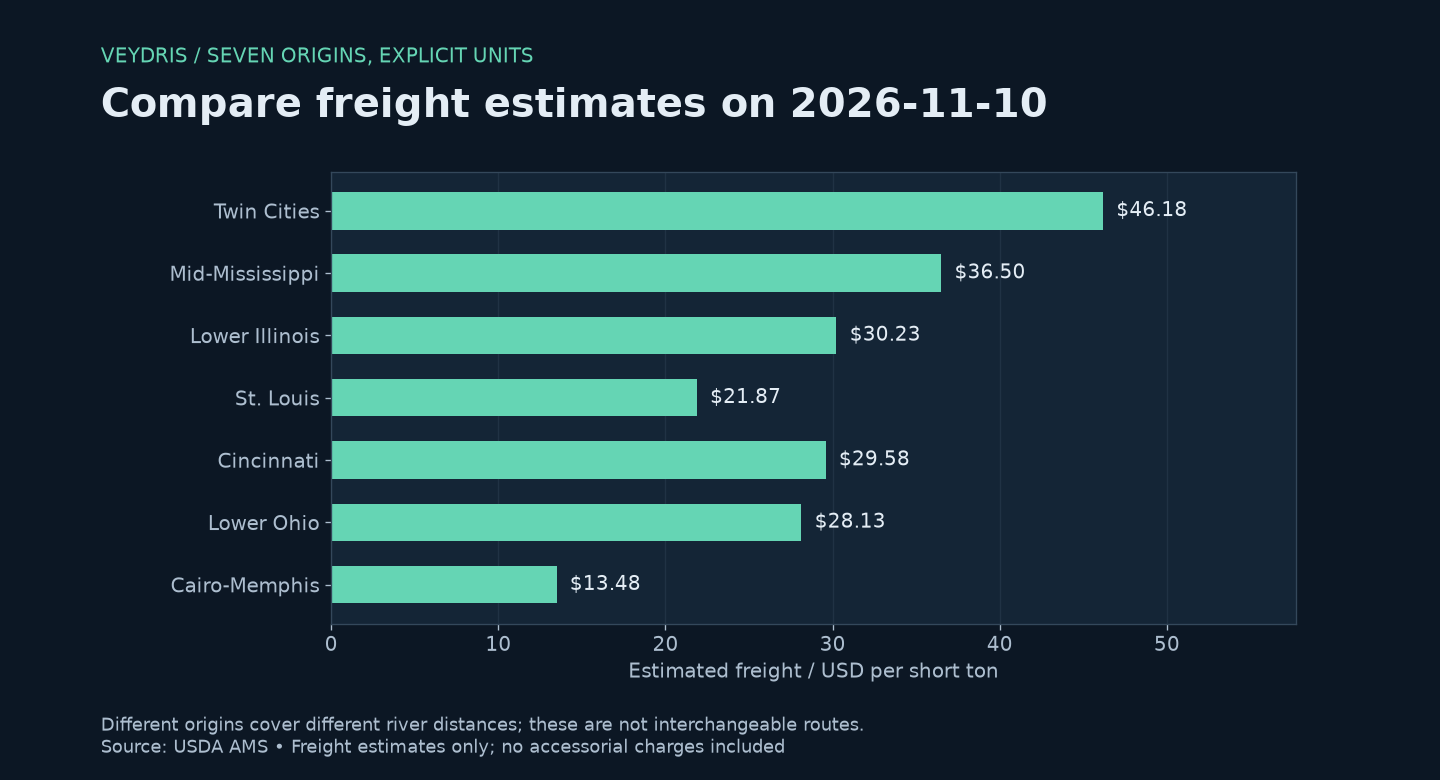 VEYDRIS / SEVEN ORIGINS, EXPLICIT UNITS
Compare freight estimates on 2026-11-10
Twin Cities
$46.18
Mid-Mississippi
$36.50
Lower Illinois
$30.23
St. Louis
$21.87
Cincinnati
$29.58
Lower Ohio
$28.13
Cairo-Memphis
$13.48
0 10 20 30 40 50
Estimated freight / USD per short ton
Different origins cover different river distances; these are not interchangeable routes.
Source: USDA AMS • Freight estimates only; no accessorial charges included